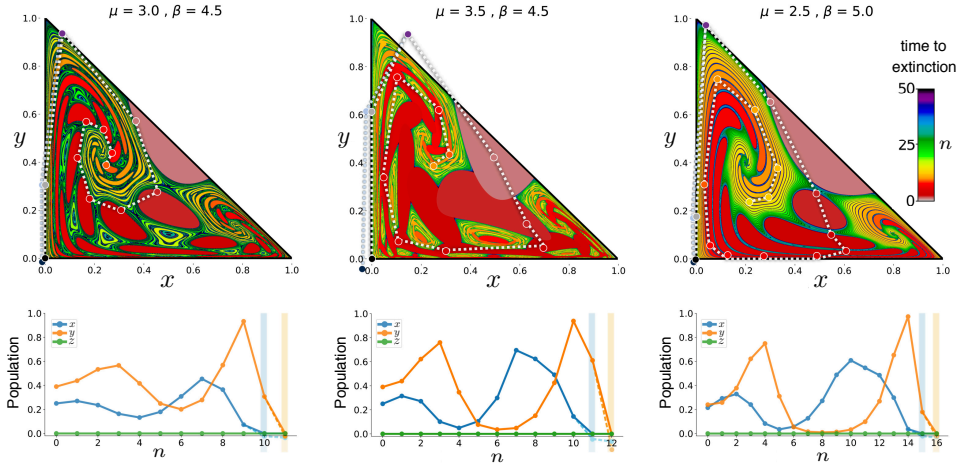 μ = 3.0 , β = 4.5
μ = 3.5 , β = 4.5
μ = 2.5 , β = 5.0
time to
extinction
1.0
0.8
0.6
y
0.4
0.2
0.0
0.0 0.2 0.4 0.6 0.8 1.0
x
1.0
0.8
0.6
y
0.4
0.2
0.0
0.0 0.2 0.4 0.6 0.8 1.0
x
1.0
0.8
0.6
y
0.4
0.2
0.0
0.0 0.2 0.4 0.6 0.8 1.0
x
50
40
30
n
20
10
0
Population
1.0
0.8
0.6
0.4
0.2
0.0
x
y
z
0 2 4 6 8 10
n
Population
1.0
0.8
0.6
0.4
0.2
0.0
x
y
z
0 2 4 6 8 10 12
n
Population
1.0
0.8
0.6
0.4
0.2
0.0
x
y
z
0 2 4 6 8 10 12 14 16
n